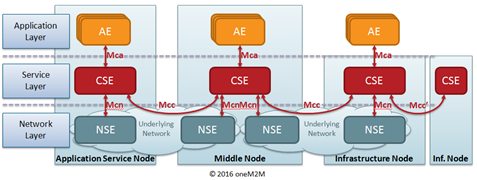 Application
Layer
AE
AE
AE
Mca
Mca
Mca
Service
Layer
CSE
CSE
CSE
CSE
Mcn
Mcc
Mcn
Mcn
Mcc
Mcn
Mcc'
Network
Layer
NSE
Underlying
Network
NSE
NSE
Underlying
Network
NSE
Application Service Node
Middle Node
Infrastructure Node
Inf. Node
© 2016 oneM2M